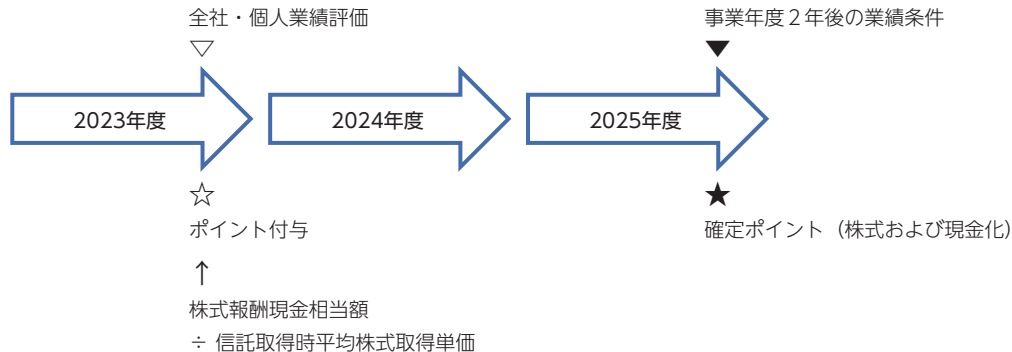 全社・個人業績評価
事業年度２年後の業績条件
▽
▼
2023年度
2024年度
2025年度
☆
★
ポイント付与
確定ポイント（株式および現金化）
↑
株式報酬現金相当額
÷ 信託取得時平均株式取得単価